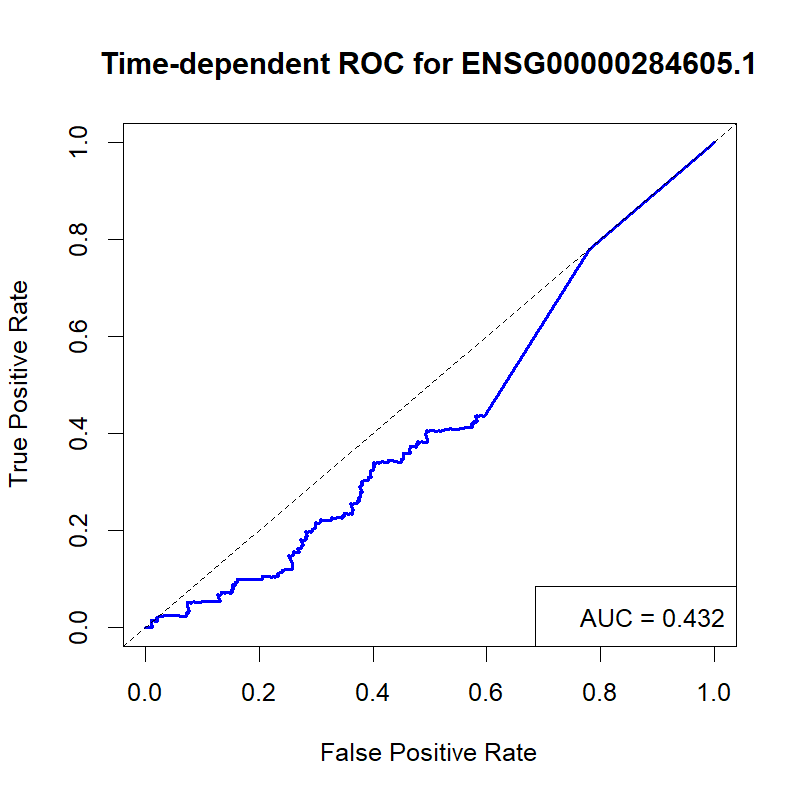 Time-dependent ROC for ENSG00000284605.1
True Positive Rate
1.0
0.8
0.6
0.4
0.2
0.0
AUC = 0.432
0.0 0.2 0.4 0.6 0.8 1.0
False Positive Rate